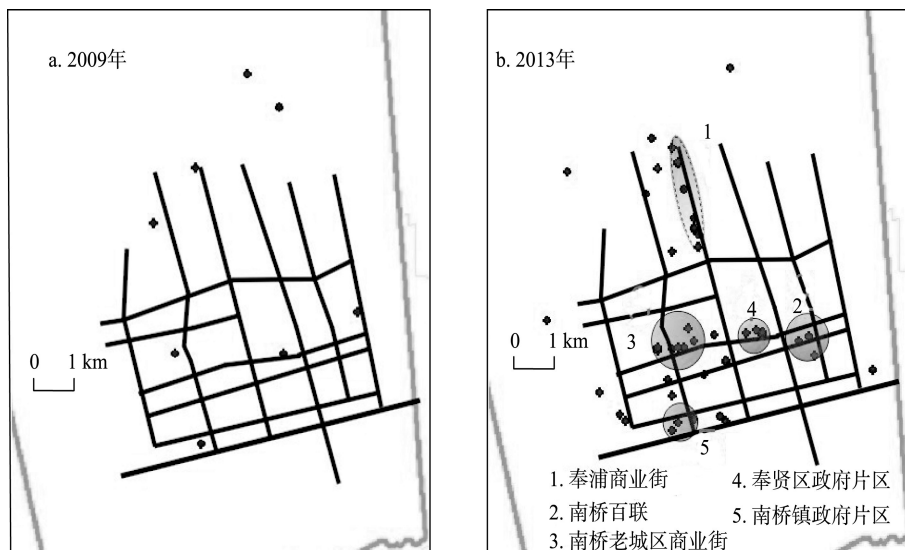 a. 2009年
0 1 km
b. 2013年
1
4
2
3
0 1 km
5
1. 奉浦商业街
4. 奉贤区政府片区
2. 南桥百联
5. 南桥镇政府片区
3. 南桥老城区商业街